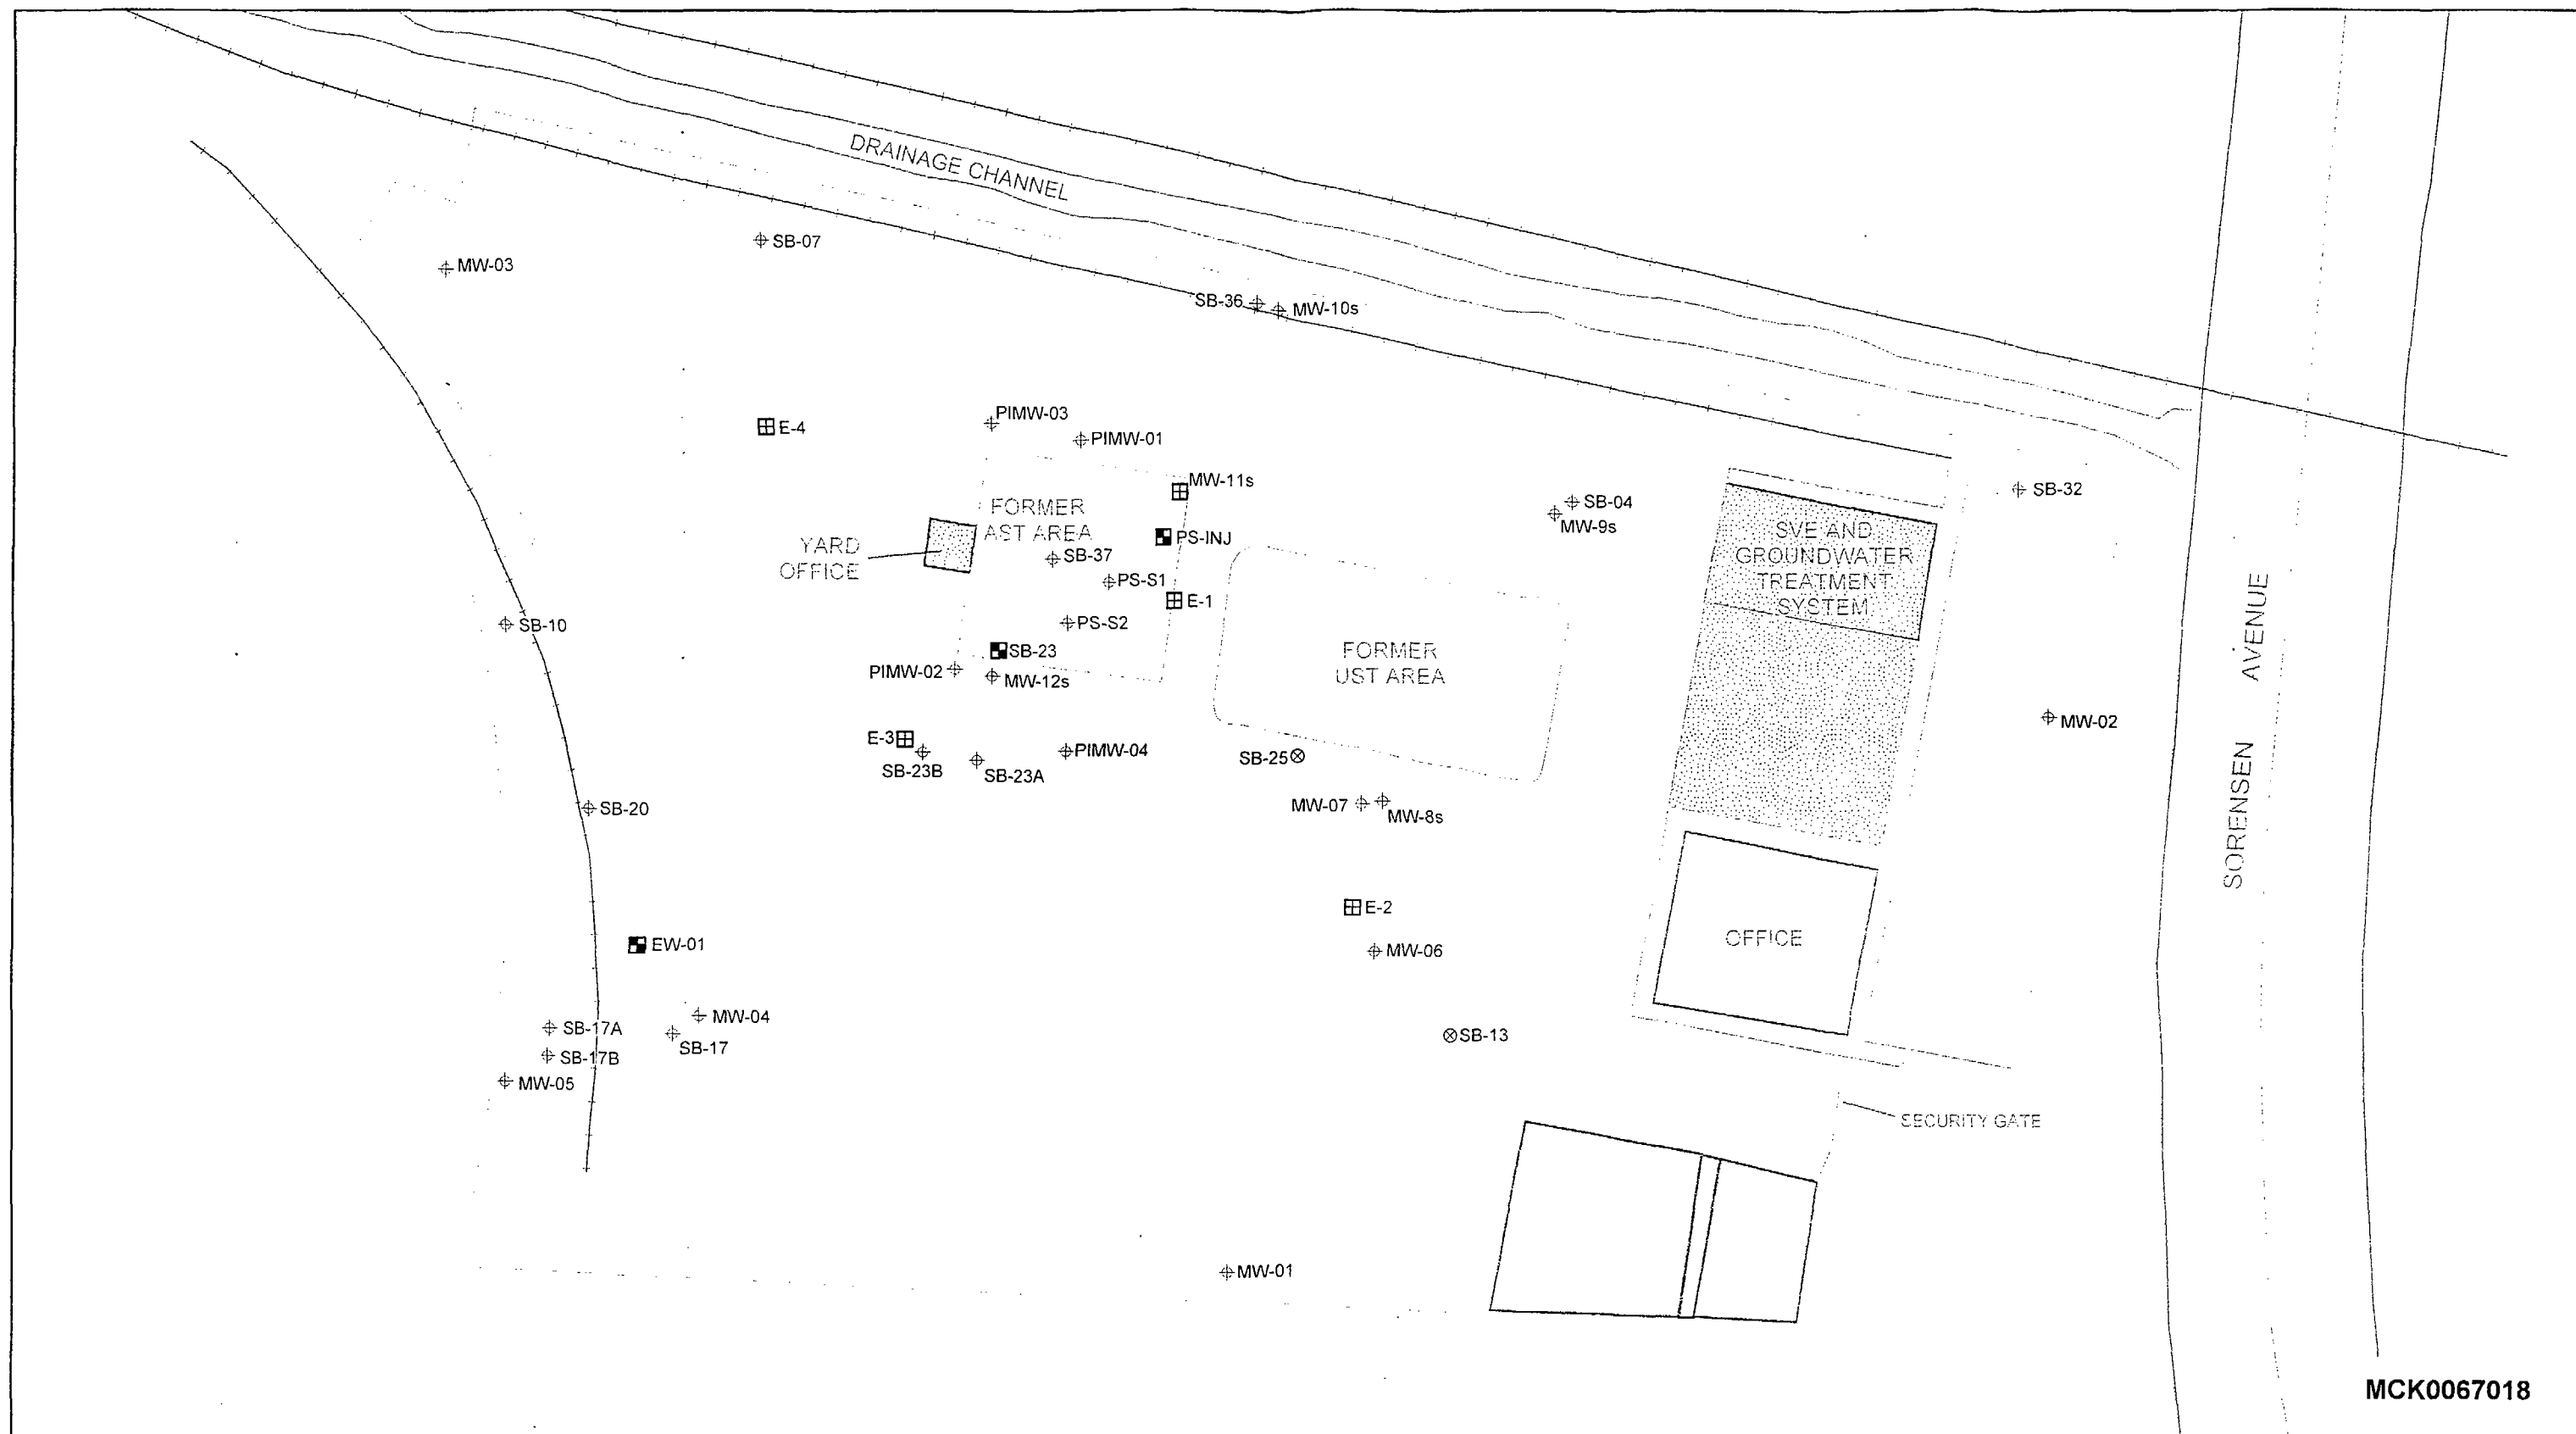 DRAINAGE CHANNEL
SB-07
MW-03
SB-36
MW-10s
PIMW-03
E-4
PIMW-01
MW-11s
SB-32
SB-04
FORMER
AST AREA
MW-9s
SVE AND
GROUNDWATER
TREATMENT
SYSTEM
PS-INJ
YARD
OFFICE
SB-37
PS-S1
E-1
SB-10
PS-S2
SB-23
FORMER
UST AREA
PIMW-02
MW-12s
SORENSEN AVENUE
MW-02
E-3
SB-23B
SB-23A
PIMW-04
SB-25
SB-20
MW-07
MW-8s
E-2
EW-01
OFFICE
MW-06
MW-04
SB-17A
SB-17
SB-13
SB-17B
MW-05
SECURITY GATE
MW-01
MCK0067018